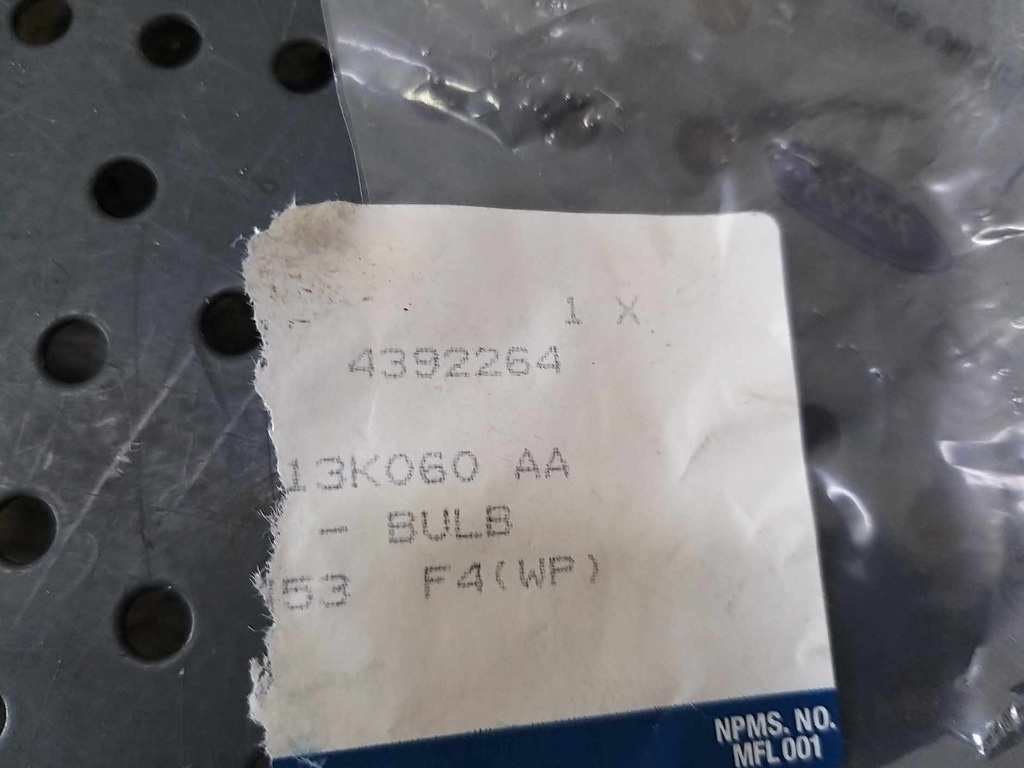 1 X
4392264
13K060 AA
- BULB
153 F4(WP)
NPMS. NO.
MFL 001